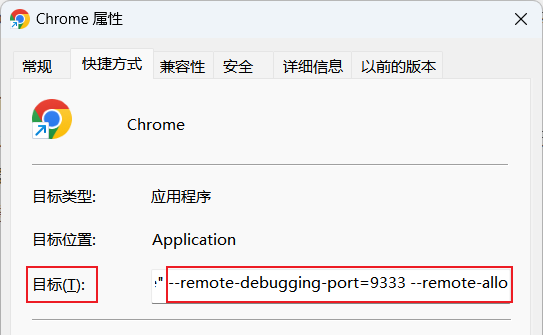 Chrome 属性
常规 快捷方式 兼容性 安全 详细信息 以前的版本
Chrome
目标类型: 应用程序
目标位置: Application
目标(T): " --remote-debugging-port=9333 --remote-allo